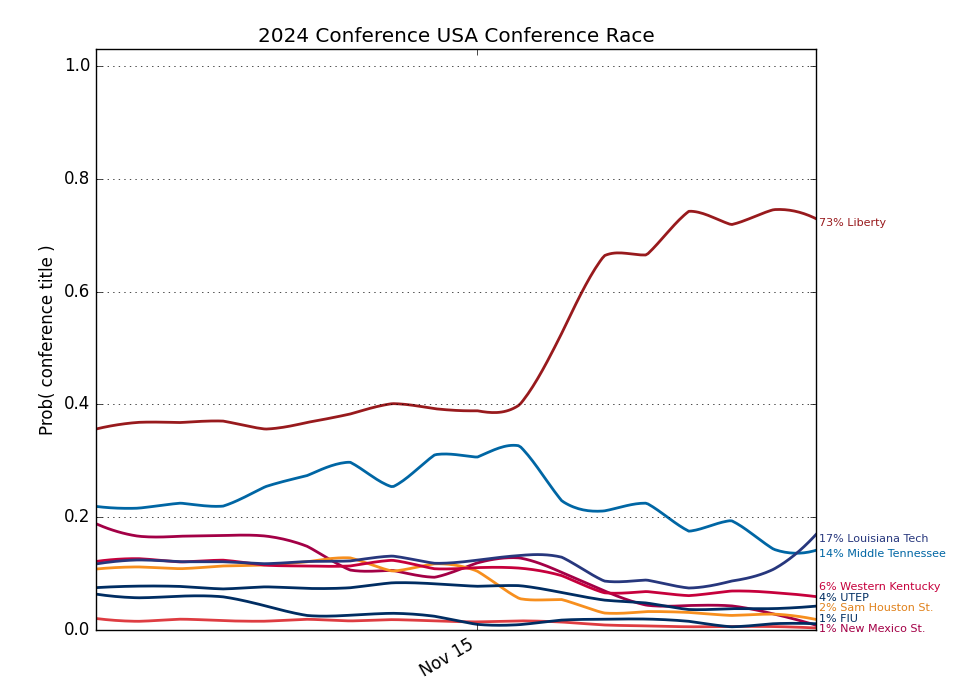 2024 Conference USA Conference Race
1.0
0.8
0.6
0.4
0.2
0.0
Prob( conference title )
Nov 15
73% Liberty
17% Louisiana Tech
14% Middle Tennessee
6% Western Kentucky
4% UTEP
2% Sam Houston St.
1% FIU
1% New Mexico St.